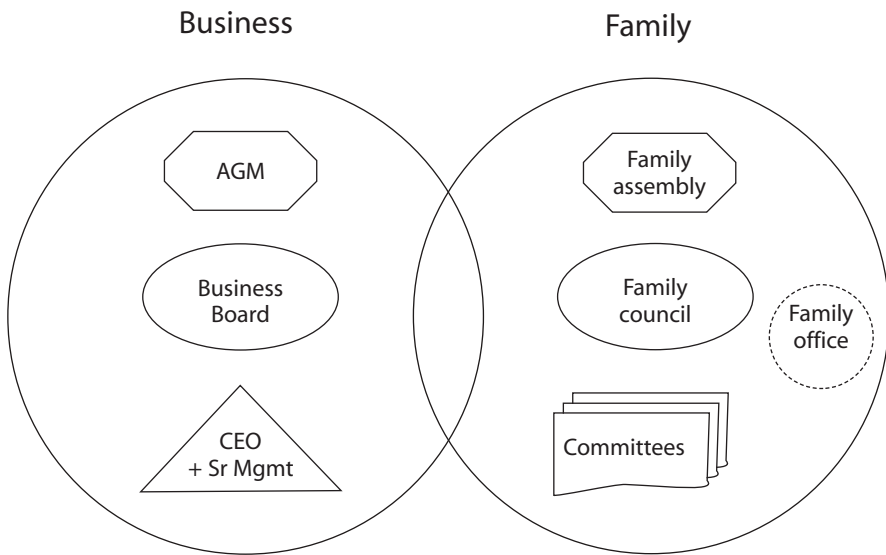 Business
Family
AGM
Family
assembly
Business
Board
Family
council
Family
office
CEO
+ Sr Mgmt
Committees